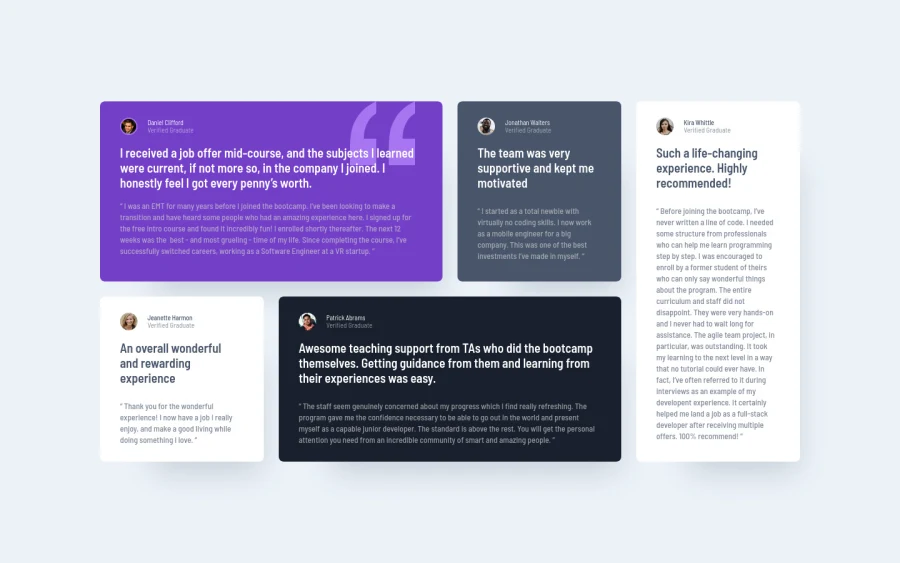 Daniel Clifford
Verified Graduate
I received a job offer mid-course, and the subjects I learned
were current, if not more so, in the company I joined. I
honestly feel I got every penny’s worth.
“ I was an EMT for many years before I joined the bootcamp. I’ve been looking to make a
transition and have heard some people who had an amazing experience here. I signed up for
the free intro course and found it incredibly fun! I enrolled shortly thereafter. The next 12
weeks was the best - and most grueling - time of my life. Since completing the course, I’ve
successfully switched careers, working as a Software Engineer at a VR startup. ”
Jonathan Walters
Verified Graduate
The team was very
supportive and kept me
motivated
“ I started as a total newbie with
virtually no coding skills. I now work
as a mobile engineer for a big
company. This was one of the best
investments I’ve made in myself. ”
Kira Whittle
Verified Graduate
Such a life-changing
experience. Highly
recommended!
“ Before joining the bootcamp, I’ve
never written a line of code. I needed
some structure from professionals
who can help me learn programming
step by step. I was encouraged to
enroll by a former student of theirs
who can only say wonderful things
about the program. The entire
curriculum and staff did not
disappoint. They were very hands-on
and I never had to wait long for
assistance. The agile team project, in
particular, was outstanding. It took
my learning to the next level in a way
that no tutorial could ever have. In
fact, I’ve often referred to it during
interviews as an example of my
developent experience. It certainly
helped me land a job as a full-stack
developer after receiving multiple
offers. 100% recommend! ”
Jeanette Harmon
Verified Graduate
An overall wonderful
and rewarding
experience
“ Thank you for the wonderful
experience! I now have a job I really
enjoy, and make a good living while
doing something I love. ”
Patrick Abrams
Verified Graduate
Awesome teaching support from TAs who did the bootcamp
themselves. Getting guidance from them and learning from
their experiences was easy.
“ The staff seem genuinely concerned about my progress which I find really refreshing. The
program gave me the confidence necessary to be able to go out in the world and present
myself as a capable junior developer. The standard is above the rest. You will get the personal
attention you need from an incredible community of smart and amazing people. ”